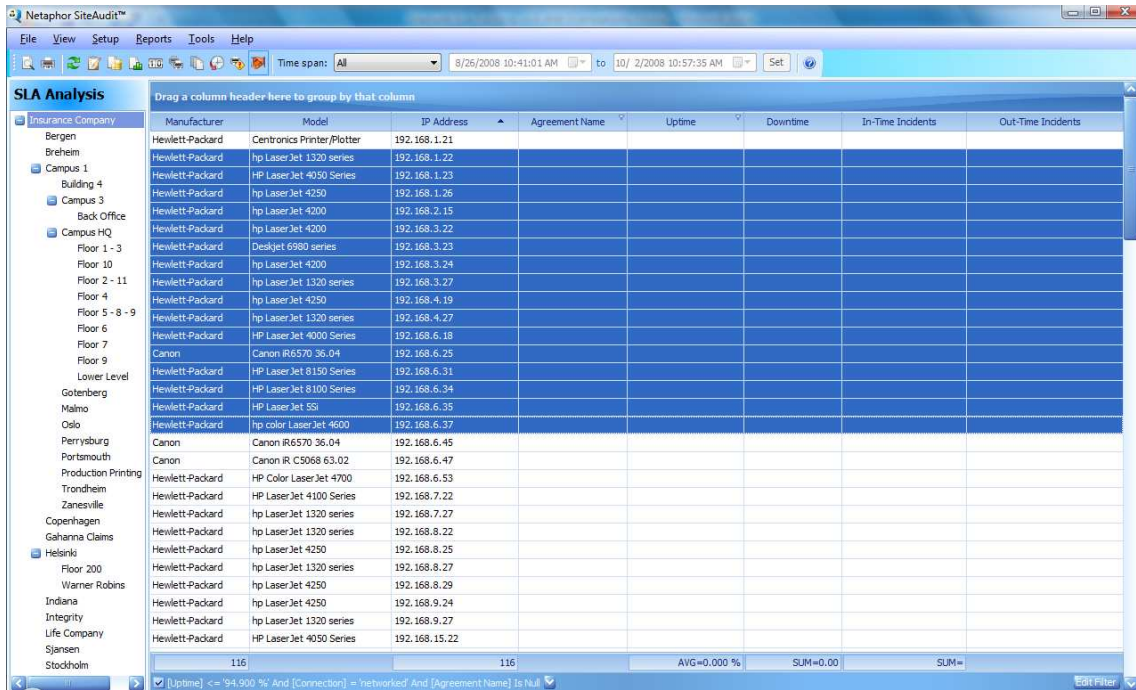 Netaphor SiteAudit™
File View Setup Reports Tools Help
Time span: All 8/26/2008 10:41:01 AM to 10/ 2/2008 10:57:35 AM Set
SLA Analysis
Insurance Company
Bergen
Breheim
Campus 1
Building 4
Campus 3
Back Office
Campus HQ
Floor 1 - 3
Floor 10
Floor 2 - 11
Floor 4
Floor 5 - 8 - 9
Floor 6
Floor 7
Floor 9
Lower Level
Gotenberg
Malmo
Oslo
Perrysburg
Portsmouth
Production Printing
Trondheim
Zanesville
Copenhagen
Gahanna Claims
Helsinki
Floor 200
Warner Robins
Indiana
Integrity
Life Company
Sjansen
Stockholm
Drag a column header here to group by that column
Manufacturer Model IP Address Agreement Name Uptime Downtime In-Time Incidents Out-Time Incidents
Hewlett-Packard Centronics Printer/Plotter 192.168.1.21
Hewlett-Packard hp LaserJet 1320 series 192.168.1.22
Hewlett-Packard HP LaserJet 4050 Series 192.168.1.23
Hewlett-Packard hp LaserJet 4250 192.168.1.26
Hewlett-Packard hp LaserJet 4200 192.168.2.15
Hewlett-Packard hp LaserJet 4200 192.168.3.22
Hewlett-Packard Deskjet 6980 series 192.168.3.23
Hewlett-Packard hp LaserJet 4200 192.168.3.24
Hewlett-Packard hp LaserJet 1320 series 192.168.3.27
Hewlett-Packard hp LaserJet 4250 192.168.4.19
Hewlett-Packard hp LaserJet 1320 series 192.168.4.27
Hewlett-Packard HP LaserJet 4000 Series 192.168.6.18
Canon Canon iR6570 36.04 192.168.6.25
Hewlett-Packard HP LaserJet 8150 Series 192.168.6.31
Hewlett-Packard HP LaserJet 8100 Series 192.168.6.34
Hewlett-Packard HP LaserJet 5Si 192.168.6.35
Hewlett-Packard hp color LaserJet 4600 192.168.6.37
Canon Canon iR6570 36.04 192.168.6.45
Canon Canon iR C5068 63.02 192.168.6.47
Hewlett-Packard HP Color LaserJet 4700 192.168.6.53
Hewlett-Packard HP LaserJet 4100 Series 192.168.7.22
Hewlett-Packard hp LaserJet 1320 series 192.168.7.27
Hewlett-Packard hp LaserJet 1320 series 192.168.8.22
Hewlett-Packard hp LaserJet 4250 192.168.8.25
Hewlett-Packard hp LaserJet 1320 series 192.168.8.27
Hewlett-Packard hp LaserJet 4250 192.168.8.29
Hewlett-Packard hp LaserJet 4250 192.168.9.24
Hewlett-Packard hp LaserJet 1320 series 192.168.9.27
Hewlett-Packard HP LaserJet 4050 Series 192.168.15.22
116 116 AVG=0.000 % SUM=0.00 SUM=
[Uptime] <= '94.900 %' And [Connection] = 'networked' And [Agreement Name] Is Null Edit Filter